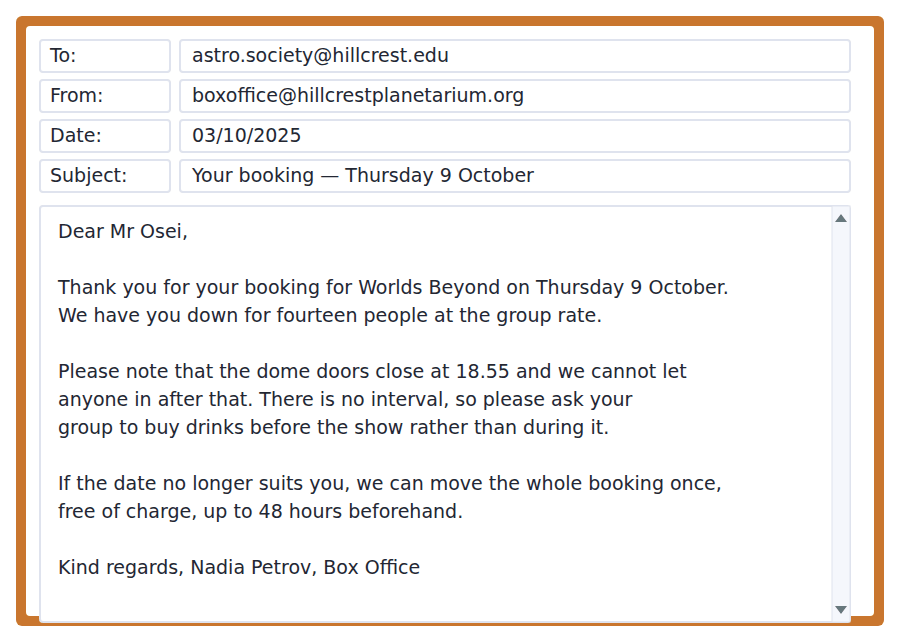 To: astro.society@hillcrest.edu
From: boxoffice@hillcrestplanetarium.org
Date: 03/10/2025
Subject: Your booking — Thursday 9 October
Dear Mr Osei,
Thank you for your booking for Worlds Beyond on Thursday 9 October.
We have you down for fourteen people at the group rate.
Please note that the dome doors close at 18.55 and we cannot let
anyone in after that. There is no interval, so please ask your
group to buy drinks before the show rather than during it.
If the date no longer suits you, we can move the whole booking once,
free of charge, up to 48 hours beforehand.
Kind regards, Nadia Petrov, Box Office